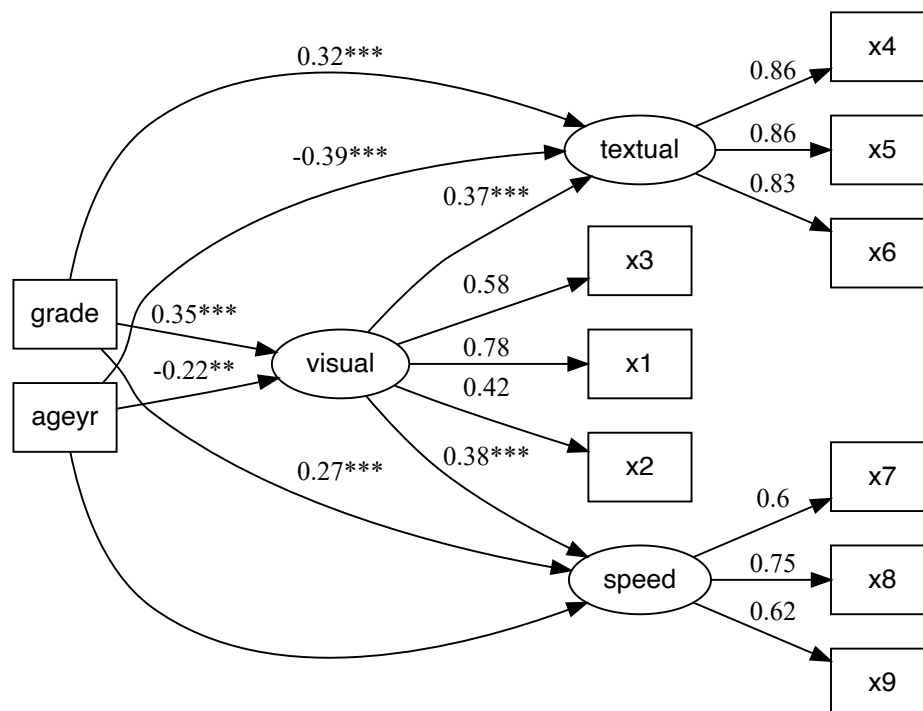 x4
0.32***
0.86
textual
0.86
x5
-0.39***
0.83
0.37***
x6
x3
0.58
grade
0.35***
visual
0.78
x1
-0.22**
0.42
ageyr
x2
0.38***
x7
0.27***
0.6
speed
0.75
x8
0.62
x9